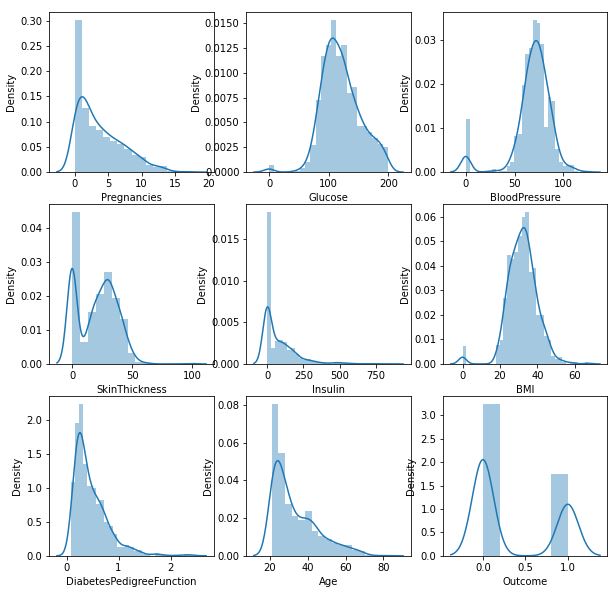 0.30
0.25
0.20
0.15
0.10
0.05
0.00
Density
0 5 10 15 20
Pregnancies
0.0150
0.0125
0.0100
0.0075
0.0050
0.0025
0.0000
Density
0 100 200
Glucose
0.03
0.02
0.01
0.00
Density
0 50 100
BloodPressure
0.04
0.03
0.02
0.01
0.00
Density
0 50 100
SkinThickness
0.015
0.010
0.005
0.000
Density
0 250 500 750
Insulin
0.06
0.05
0.04
0.03
0.02
0.01
0.00
Density
0 20 40 60
BMI
2.0
1.5
1.0
0.5
0.0
Density
0 1 2
DiabetesPedigreeFunction
0.08
0.06
0.04
0.02
0.00
Density
20 40 60 80
Age
3.0
2.5
2.0
1.5
1.0
0.5
0.0
Density
0.0 0.5 1.0
Outcome